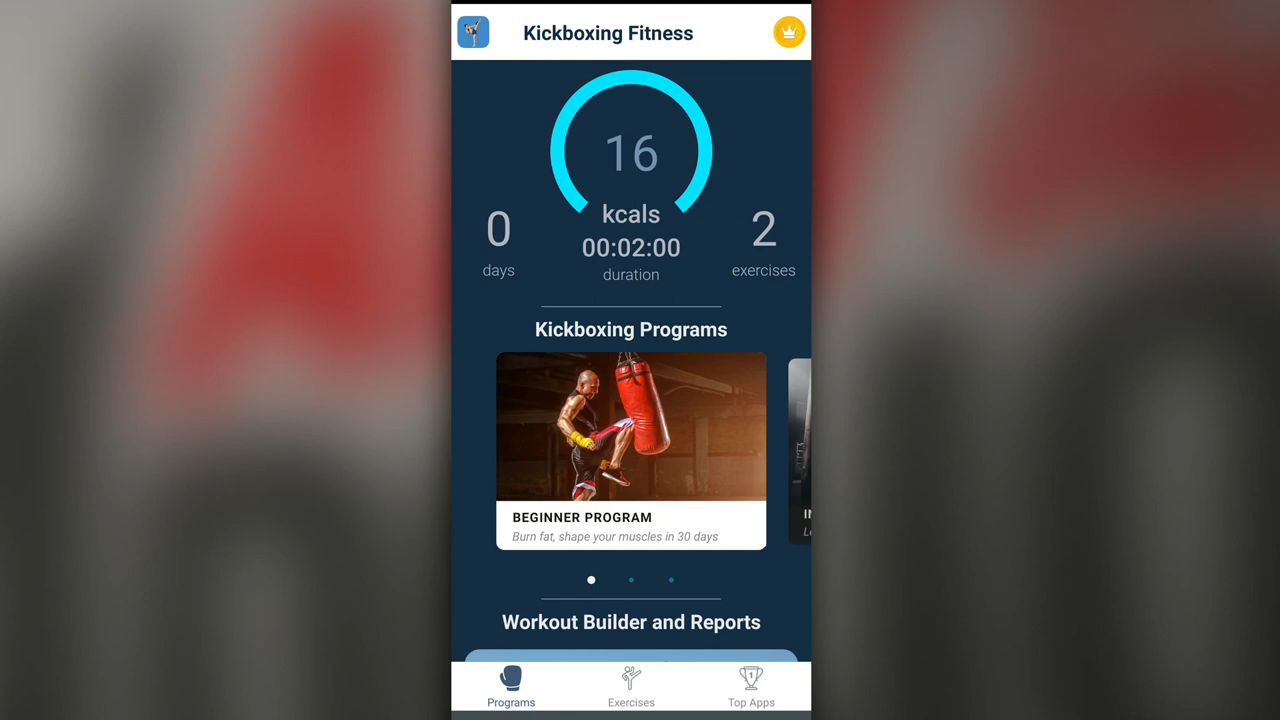 Kickboxing Fitness
16
kcals
00:02:00
duration
0
days
2
exercises
Kickboxing Programs
BEGINNER PROGRAM
Burn fat, shape your muscles in 30 days
Workout Builder and Reports
Programs
Exercises
1
Top Apps